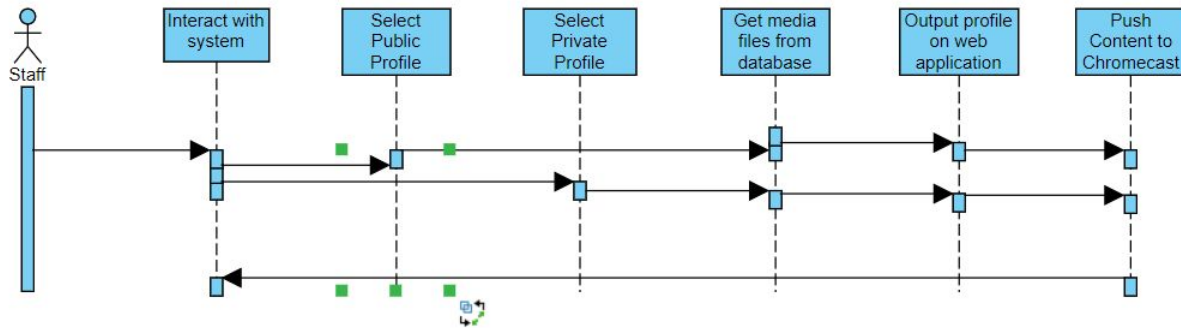 Staff
Interact with
system
Select
Public
Profile
Select
Private
Profile
Get media
files from
database
Output profile
on web
application
Push
Content to
Chromecast